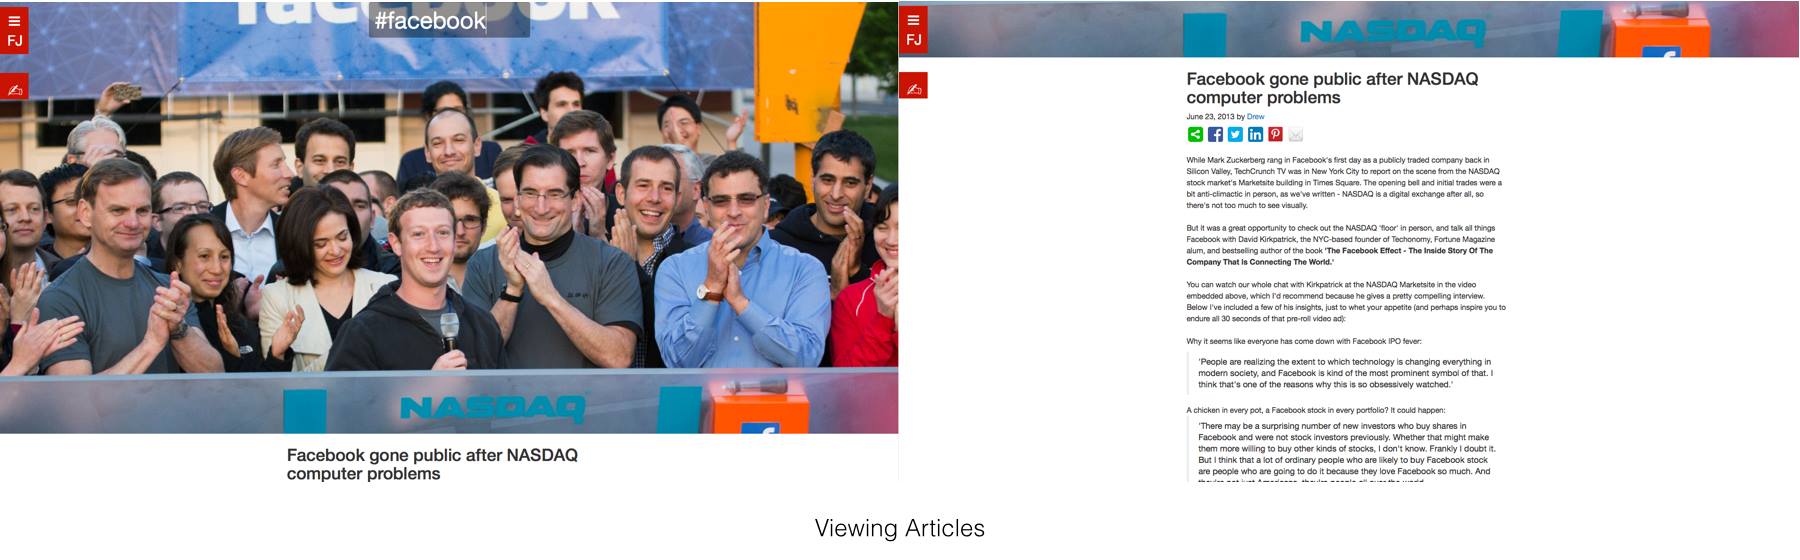 facebook
#facebook
FJ
NASDAQ
Facebook gone public after NASDAQ
computer problems
FJ
NASDAQ
Facebook gone public after NASDAQ
computer problems
June 23, 2013 by Drew
While Mark Zuckerberg rang in Facebook's first day as a publicly traded company back in
Silicon Valley, TechCrunch TV was in New York City to report on the scene from the NASDAQ
stock market's Marketsite building in Times Square. The opening bell and initial trades were a
bit anti-climactic in person, as we've written - NASDAQ is a digital exchange after all, so
there's not too much to see visually.
But it was a great opportunity to check out the NASDAQ 'floor' in person, and talk all things
Facebook with David Kirkpatrick, the NYC-based founder of Techonomy, Fortune Magazine
alum, and bestselling author of the book 'The Facebook Effect - The Inside Story Of The
Company That Is Connecting The World.'
You can watch our whole chat with Kirkpatrick at the NASDAQ Marketsite in the video
embedded above, which I'd recommend because he gives a pretty compelling interview.
Below I've included a few of his insights, just to whet your appetite (and perhaps inspire you to
endure all 30 seconds of that pre-roll video ad):
Why it seems like everyone has come down with Facebook IPO fever:
'People are realizing the extent to which technology is changing everything in
modern society, and Facebook is kind of the most prominent symbol of that. I
think that's one of the reasons why this is so obsessively watched.'
A chicken in every pot, a Facebook stock in every portfolio? It could happen:
'There may be a surprising number of new investors who buy shares in
Facebook and were not stock investors previously. Whether that might make
them more willing to buy other kinds of stocks, I don't know. Frankly I doubt it.
But I think that a lot of ordinary people who are likely to buy Facebook stock
are people who are going to do it because they love Facebook so much. And
they're not just Americans, they're people all over the world.
Viewing Articles